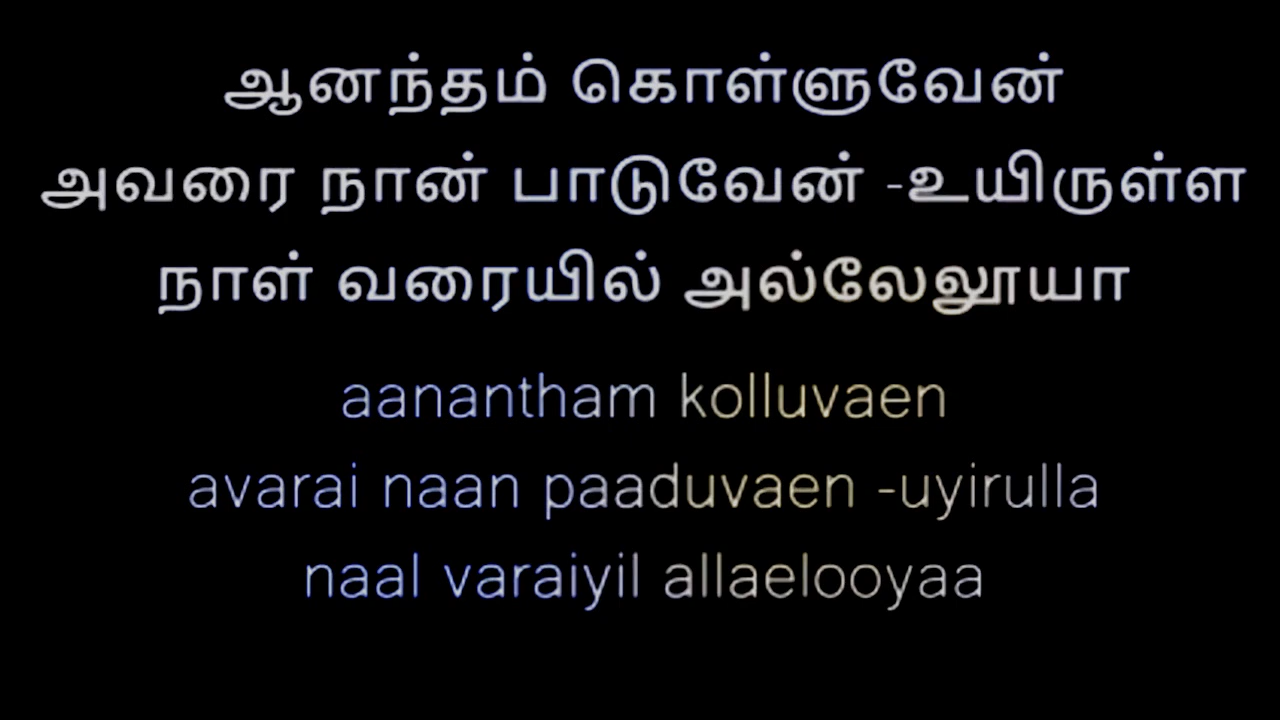 ஆனந்தம் கொள்ளுவேன்
அவரை நான் பாடுவேன் -உயிருள்ள
நாள் வரையில் அல்லேலூயா
aanantham kolluvaen
avarai naan paaduvaen -uyirulla
naal varaiyil allaelooyaa